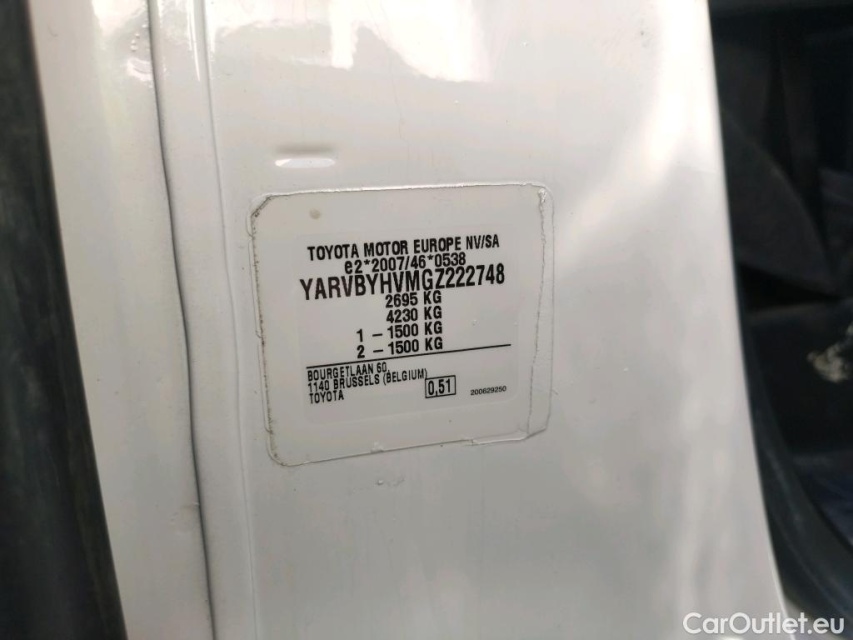 TOYOTA MOTOR EUROPE NV/SA
e2*2007/46*0538
YARVBYHVMGZ222748
2695 KG
4230 KG
1 - 1500 KG
2 - 1500 KG
BOURGETLAAN 60
1140 BRUSSELS (BELGIUM)
TOYOTA
0,51
200629250
CarOutlet.eu